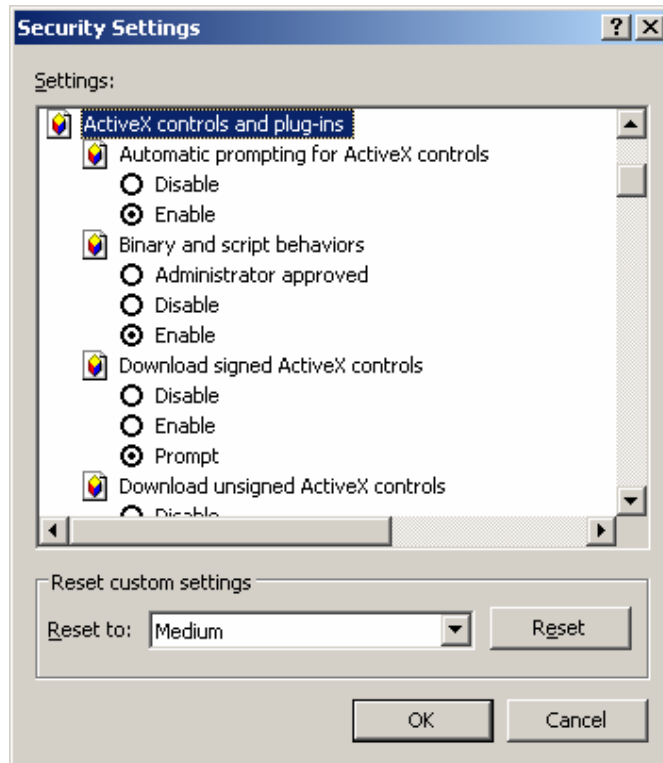 Security Settings
Settings:
ActiveX controls and plug-ins
Automatic prompting for ActiveX controls
Disable
Enable
Binary and script behaviors
Administrator approved
Disable
Enable
Download signed ActiveX controls
Disable
Enable
Prompt
Download unsigned ActiveX controls
Disable
Reset custom settings
Reset to: Medium Reset
OK Cancel